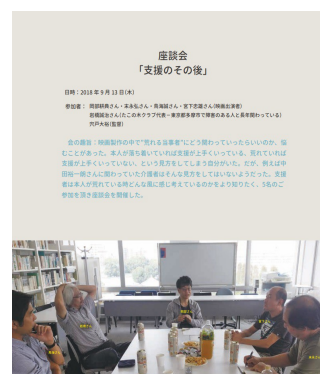 座談会
「支援のその後」
日時：2018年9月13日(木)
参加者： 岡部耕典さん・末永弘さん・鳥海誠さん・宮下忠雄さん(映画出演者)
岩橋誠治さん(たこの木クラブ代表－東京都多摩市で障害のある人と長年関わっている)
宍戸大裕(監督)
会の趣旨：映画製作の中で“荒れる当事者”にどう関わっていったらいいのか、悩
むことがあった。本人が落ち着いていれば支援が上手くいっている、荒れていれば
支援が上手くいっていない、という見方をしてしまう自分がいた。だが、例えば中
田裕一朗さんに関わっていた介護者はそんな見方をしてはいないようだった。支援
者は本人が荒れている時どんな風に感じ考えているのかをより知りたく、5名のご
参加を頂き座談会を開催した。